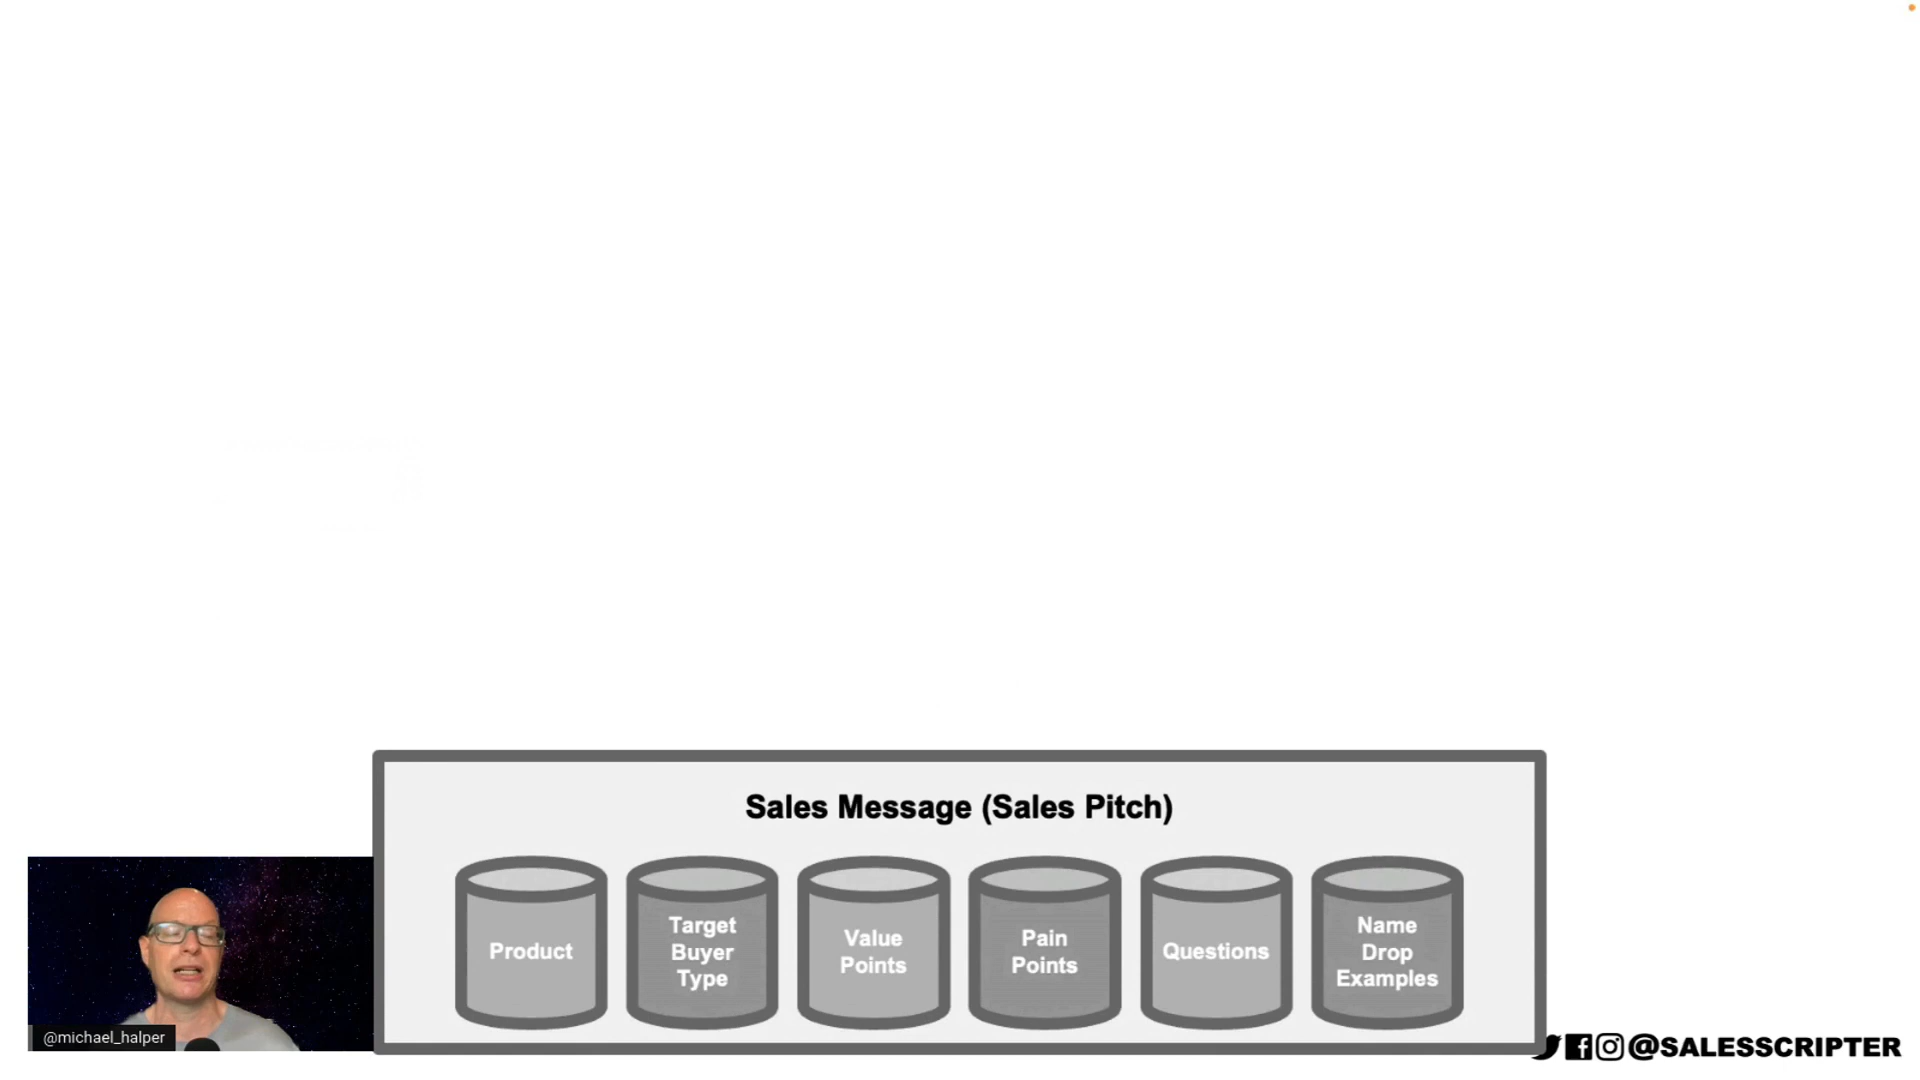 Sales Message (Sales Pitch)
Product
Target
Buyer
Type
Value
Points
Pain
Points
Questions
Name
Drop
Examples
@michael_halper
@SALESSCRIPTER